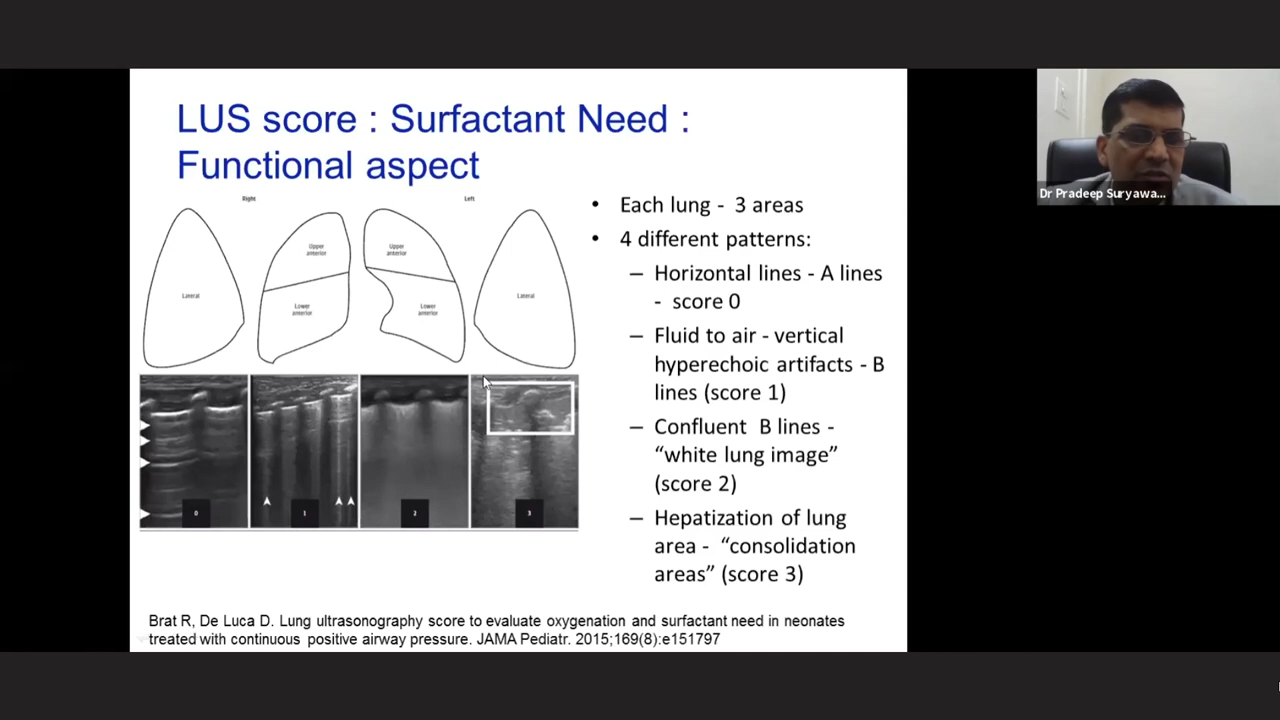 LUS score : Surfactant Need :
Functional aspect
Right
Left
Lateral
Upper
anterior
Lower
anterior
Upper
anterior
Lower
anterior
Lateral
0
1
2
3
• Each lung - 3 areas
• 4 different patterns:
– Horizontal lines - A lines
- score 0
– Fluid to air - vertical
hyperechoic artifacts - B
lines (score 1)
– Confluent B lines -
“white lung image”
(score 2)
– Hepatization of lung
area - “consolidation
areas” (score 3)
Brat R, De Luca D. Lung ultrasonography score to evaluate oxygenation and surfactant need in neonates
treated with continuous positive airway pressure. JAMA Pediatr. 2015;169(8):e151797
Dr Pradeep Suryawa...